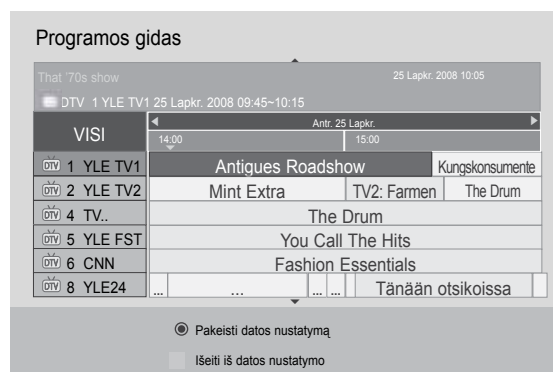 Programos gidas
That '70s show 25 Lapkr. 2008 10:05
DTV 1 YLE TV1 25 Lapkr. 2008 09:45~10:15
VISI Antr. 25 Lapkr.
14:00 15:00
DTV 1 YLE TV1 Antigues Roadshow Kungskonsumente
DTV 2 YLE TV2 Mint Extra TV2: Farmen The Drum
DTV 4 TV.. The Drum
DTV 5 YLE FST You Call The Hits
DTV 6 CNN Fashion Essentials
DTV 8 YLE24 ... ... ... ... Tänään otsikoissa
Pakeisti datos nustatymą
Išeiti iš datos nustatymo